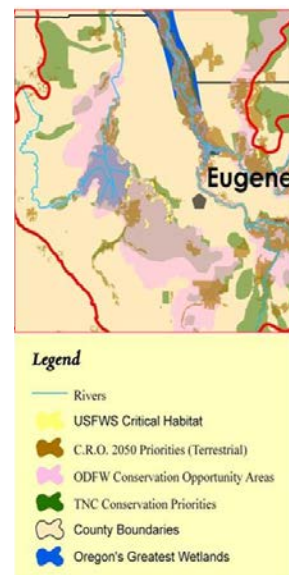 Eugene
Legend
Rivers
USFWS Critical Habitat
C.R.O. 2050 Priorities (Terrestrial)
ODFW Conservation Opportunity Areas
TNC Conservation Priorities
County Boundaries
Oregon's Greatest Wetlands